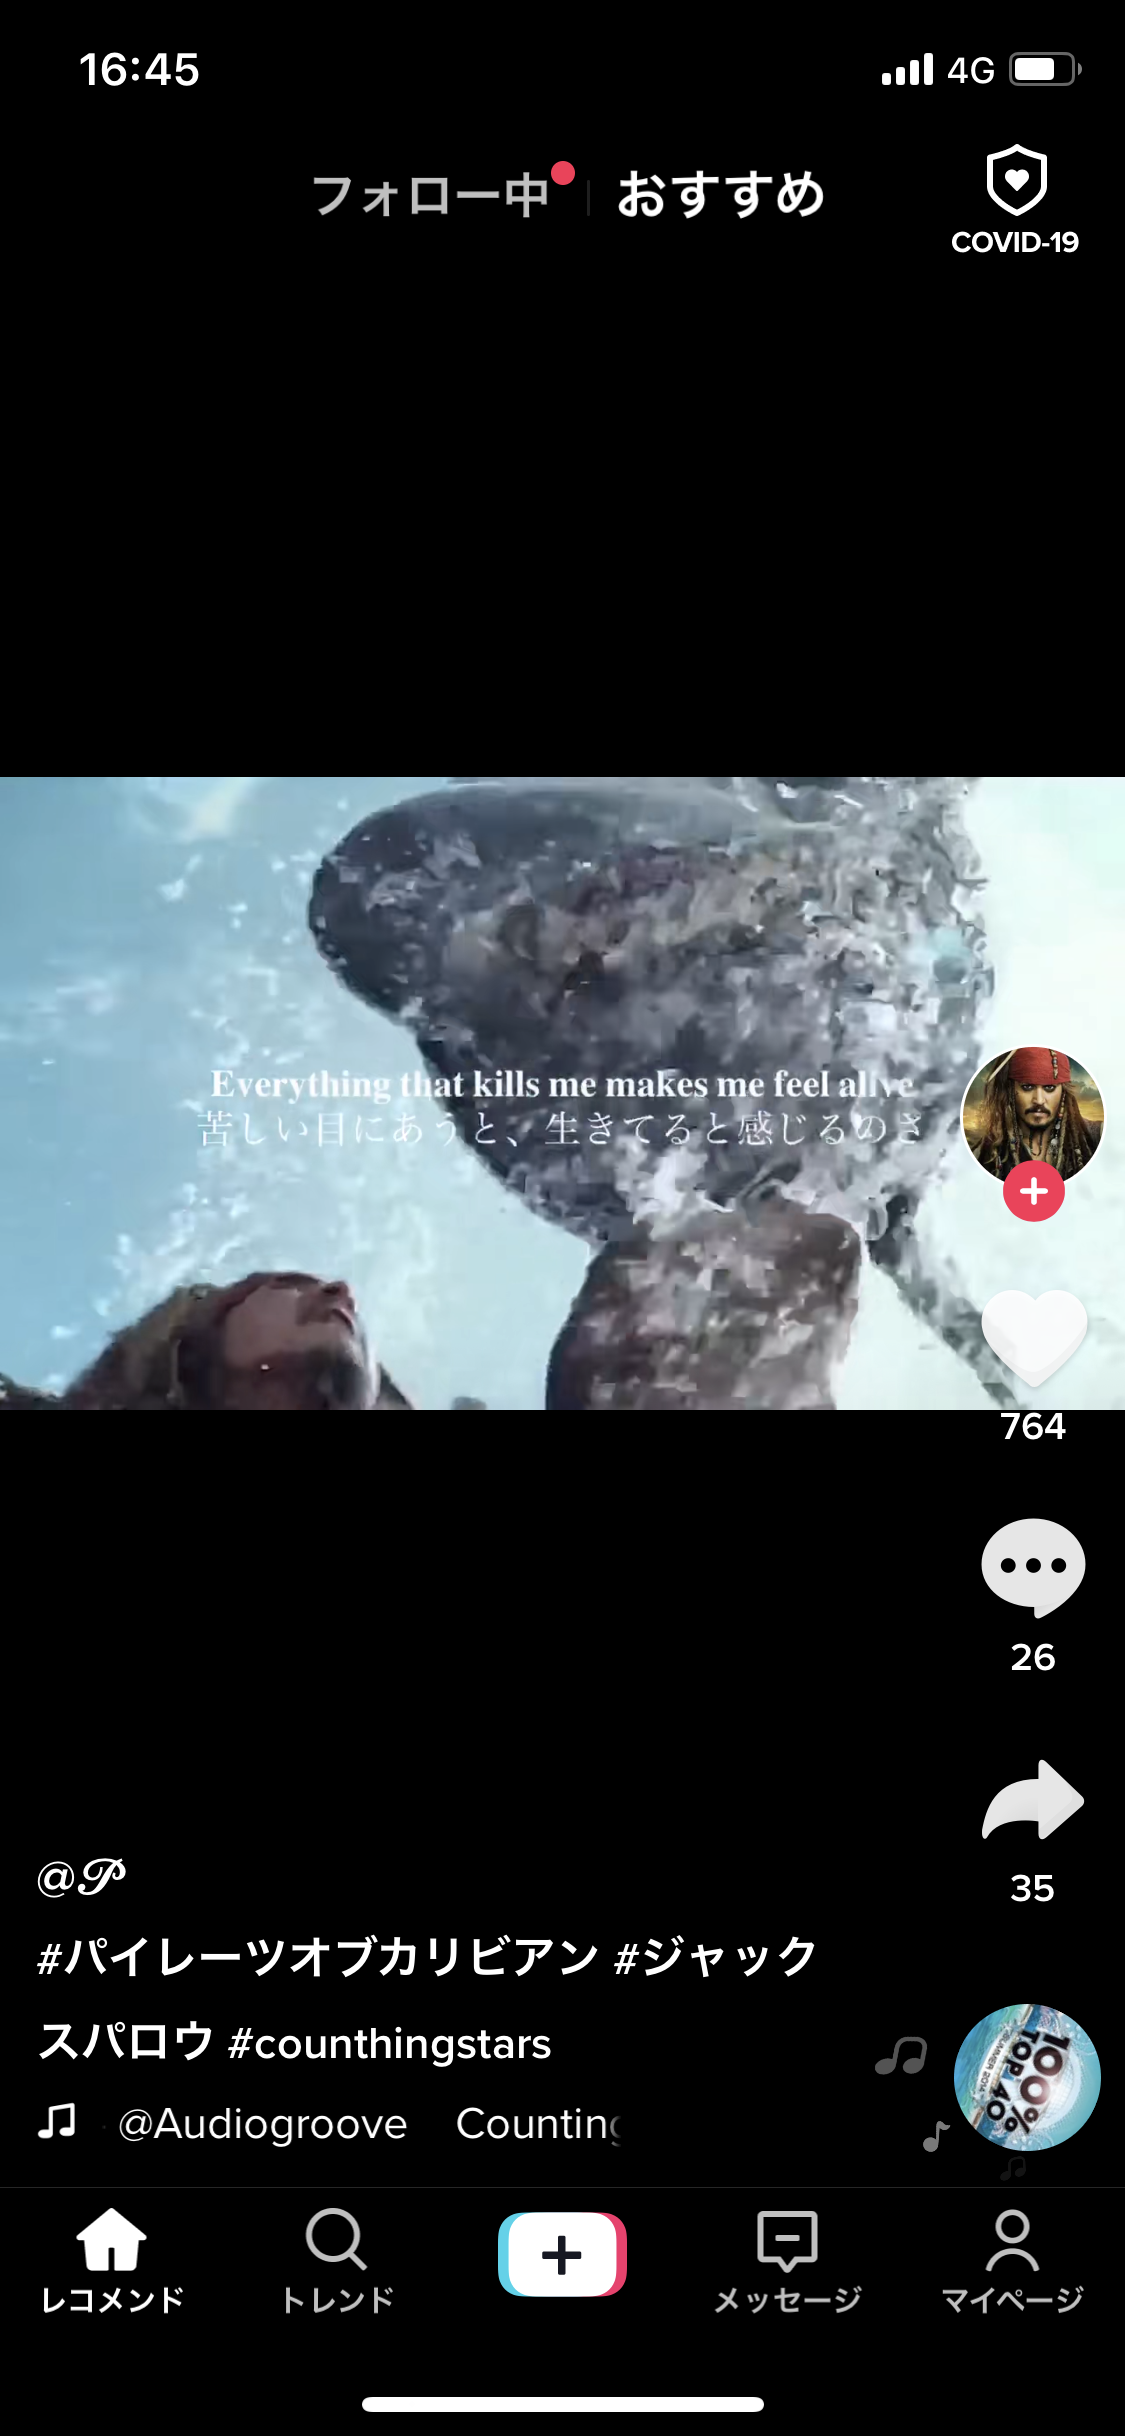 16:45
4G
フォロー中
おすすめ
COVID-19
Everything that kills me makes me feel alive
苦しい目にあうと、生きてると感じるのさ
764
26
35
@𝒫
#パイレーツオブカリビアン #ジャック
スパロウ #counthingstars
@Audiogroove Counting
100%
TOP 40
SUMMER 2014
レコメンド
トレンド
メッセージ
マイページ